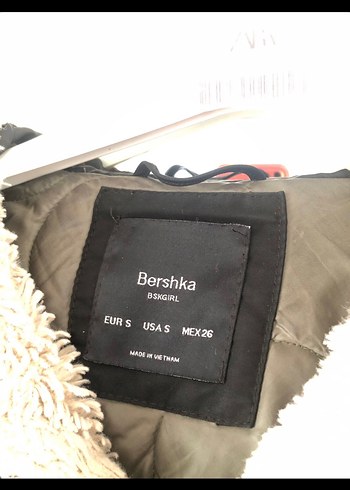 Bershka
BSKGIRL
EUR S USA S MEX 26
MADE IN VIETNAM